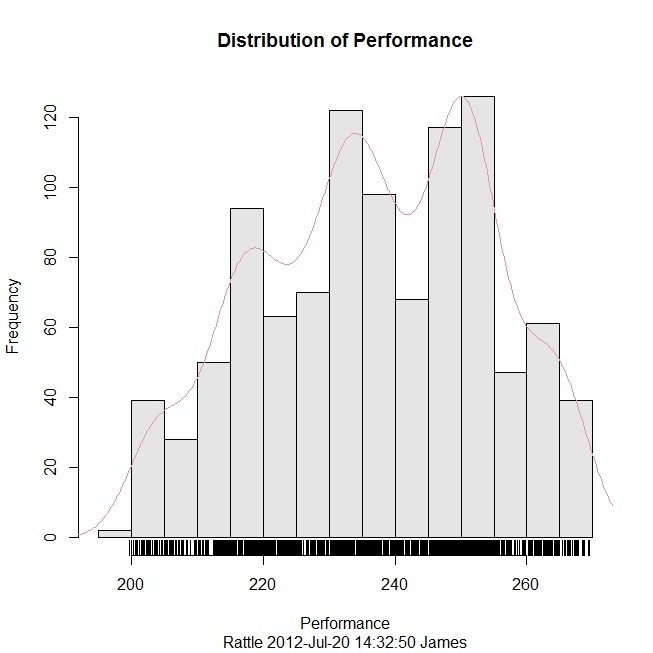 Distribution of Performance
Frequency
0 20 40 60 80 100 120
200 220 240 260
Performance
Rattle 2012-Jul-20 14:32:50 James